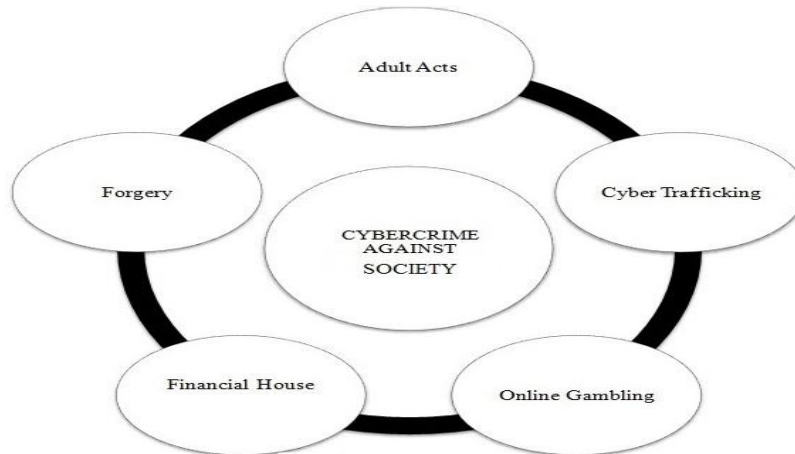 Adult Acts
Forgery
Cyber Trafficking
CYBERCRIME
AGAINST
SOCIETY
Financial House
Online Gambling